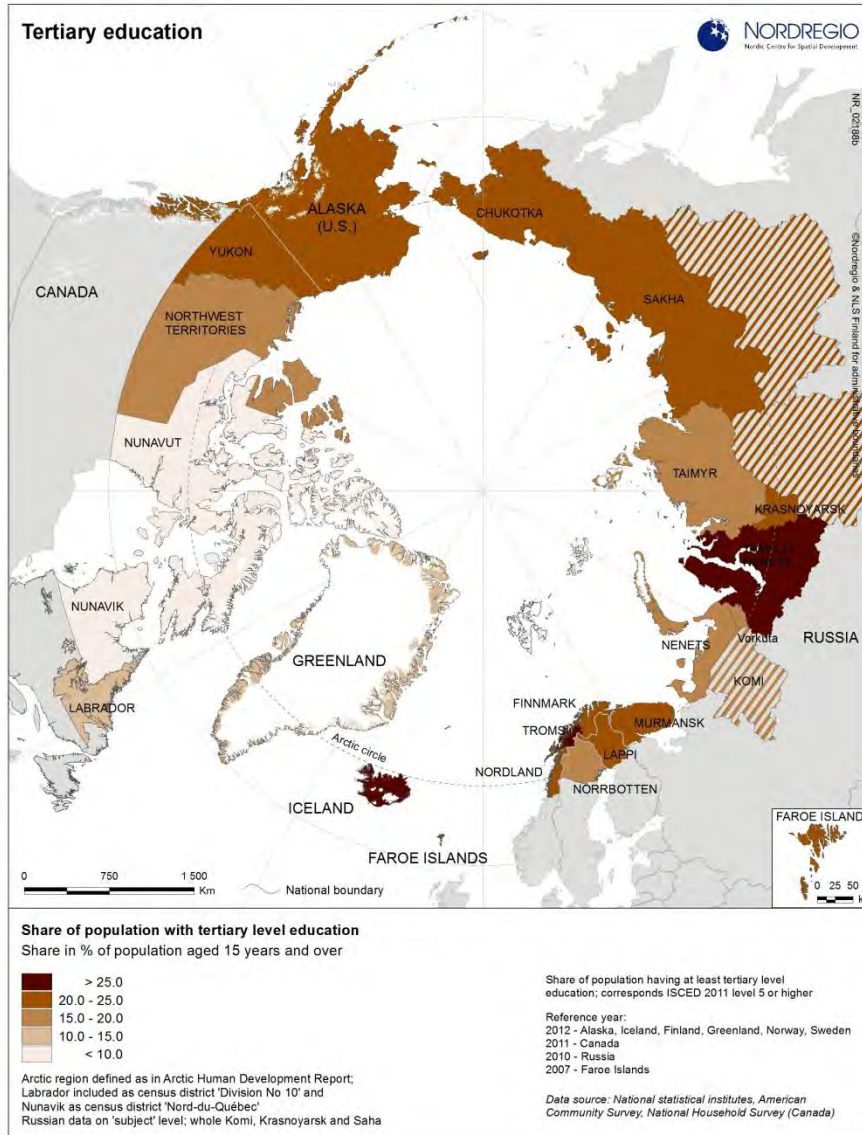 Tertiary education
NORDREGIO
Nordic Centre for Spatial Development
NR_02188b
©Nordregio & NLS Finland for administrative boundaries
ALASKA
(U.S.)
CHUKOTKA
YUKON
CANADA
SAKHA
NORTHWEST
TERRITORIES
NUNAVUT
TAIMYR
KRASNOYARSK
NENETS
NUNAVIK
Vorkuta
RUSSIA
NENETS
GREENLAND
KOMI
LABRADOR
FINNMARK
MURMANSK
TROMS
Arctic circle
LAPPI
NORDLAND
NORRBOTTEN
ICELAND
FAROE ISLANDS
FAROE ISLAND
0 750 1 500
Km
National boundary
0 25 50
k
Share of population with tertiary level education
Share in % of population aged 15 years and over
> 25.0
20.0 - 25.0
15.0 - 20.0
10.0 - 15.0
< 10.0
Arctic region defined as in Arctic Human Development Report;
Labrador included as census district 'Division No 10' and
Nunavik as census district 'Nord-du-Québec'
Russian data on 'subject' level; whole Komi, Krasnoyarsk and Saha
Share of population having at least tertiary level
education; corresponds ISCED 2011 level 5 or higher
Reference year:
2012 - Alaska, Iceland, Finland, Greenland, Norway, Sweden
2011 - Canada
2010 - Russia
2007 - Faroe Islands
Data source: National statistical institutes, American
Community Survey, National Household Survey (Canada)